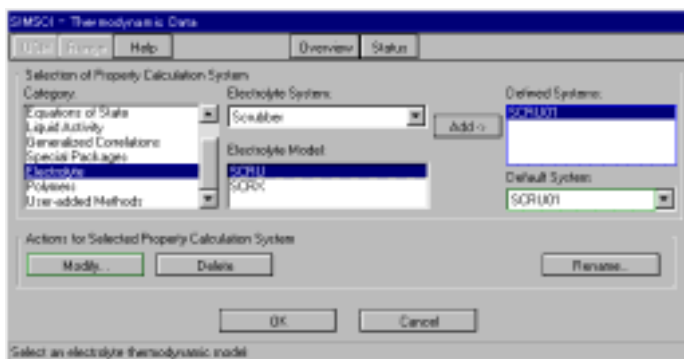 SIMSCI - Thermodynamic Data
UOM Range Help Overview Status
Selection of Property Calculation System
Category: Electrolyte System: Defined Systems:
Equations of State
Liquid Activity
Generalized Correlations
Special Packages
Electrolyte
Polymers
User-added Methods
Scrubber
Add ->
SCRU01
Electrolyte Model:
SCRU
SCRX
Default System:
SCRU01
Actions for Selected Property Calculation System
Modify... Delete Rename...
OK Cancel
Select an electrolyte thermodynamic model